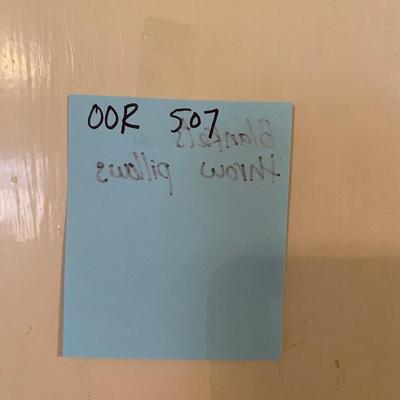 OOR 507
Blankets
throw pillows